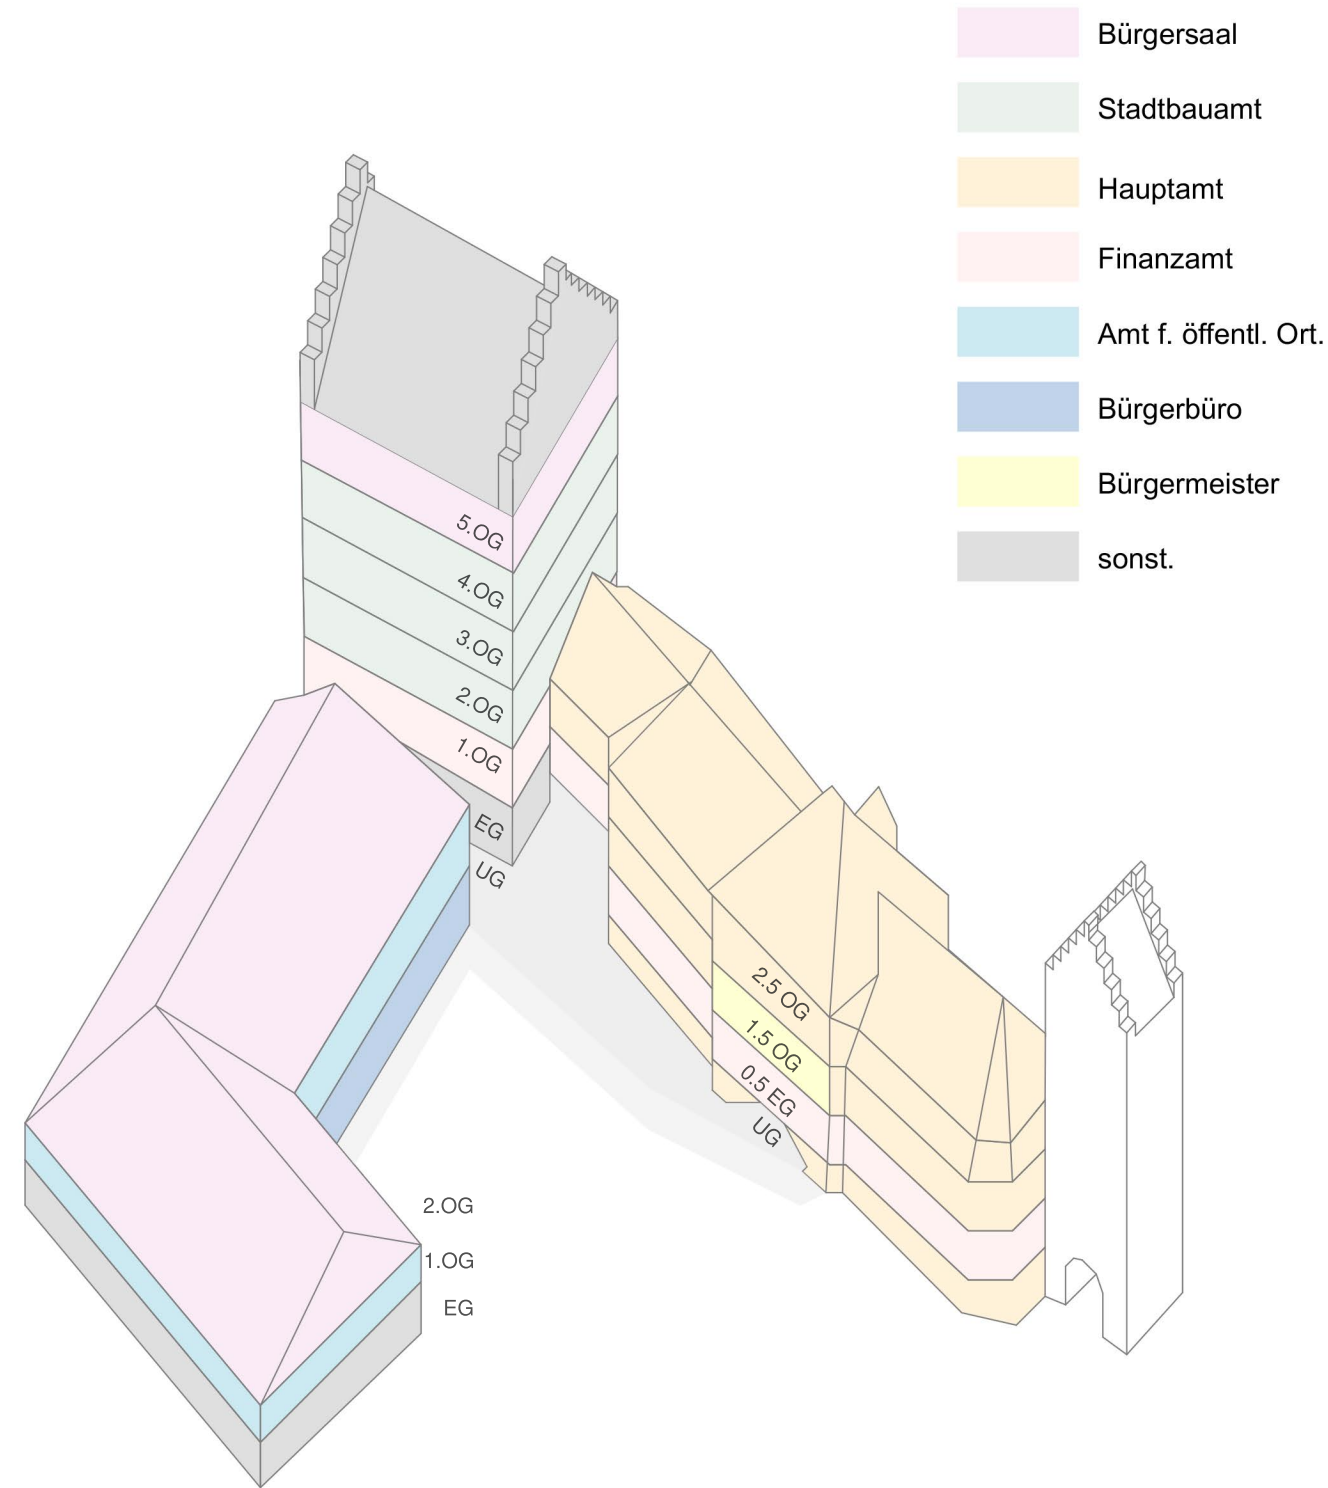 Bürgersaal
Stadtbauamt
Hauptamt
Finanzamt
Amt f. öffentl. Ort.
Bürgerbüro
Bürgermeister
sonst.
5.OG
4.OG
3.OG
2.OG
1.OG
EG
UG
2.5 OG
1.5 OG
0.5 EG
UG
2.OG
1.OG
EG